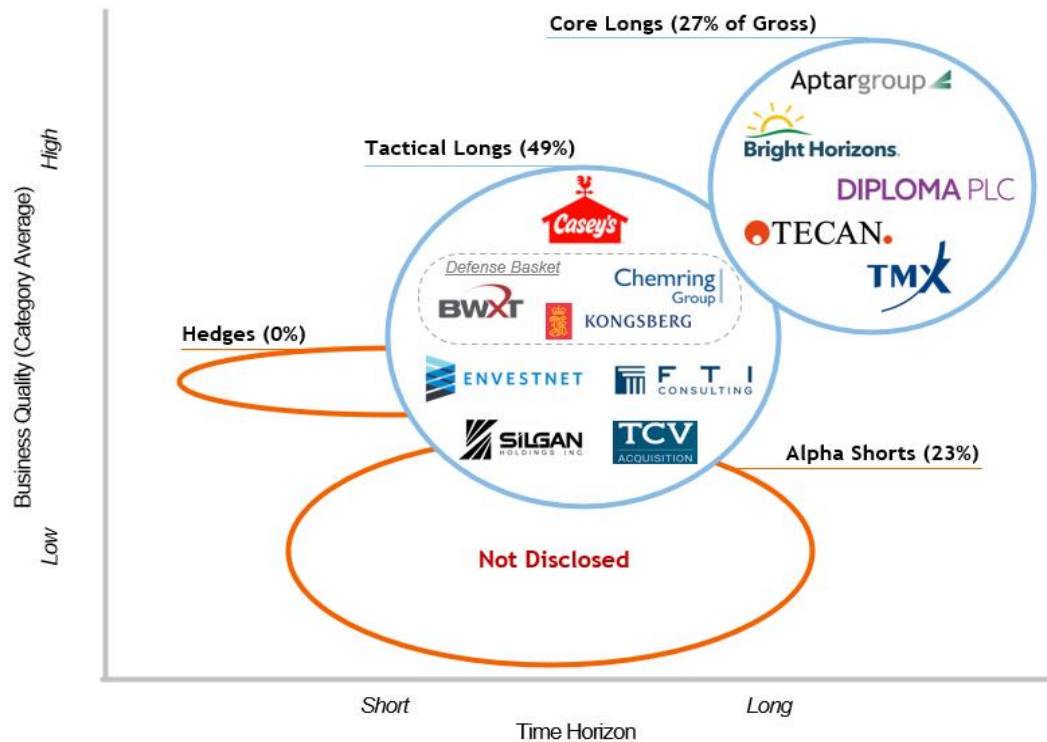 Core Longs (27% of Gross)
Aptargroup
Bright Horizons.
DIPLOMA PLC
TECAN.
TMX
Tactical Longs (49%)
Casey's
Defense Basket
BWXT
Chemring
Group
KONGSBERG
ENVESTNET
FTI
CONSULTING
SiLGAN
HOLDINGS INC
TCV
ACQUISITION
Hedges (0%)
Alpha Shorts (23%)
Not Disclosed
High
Business Quality (Category Average)
Low
Short
Long
Time Horizon